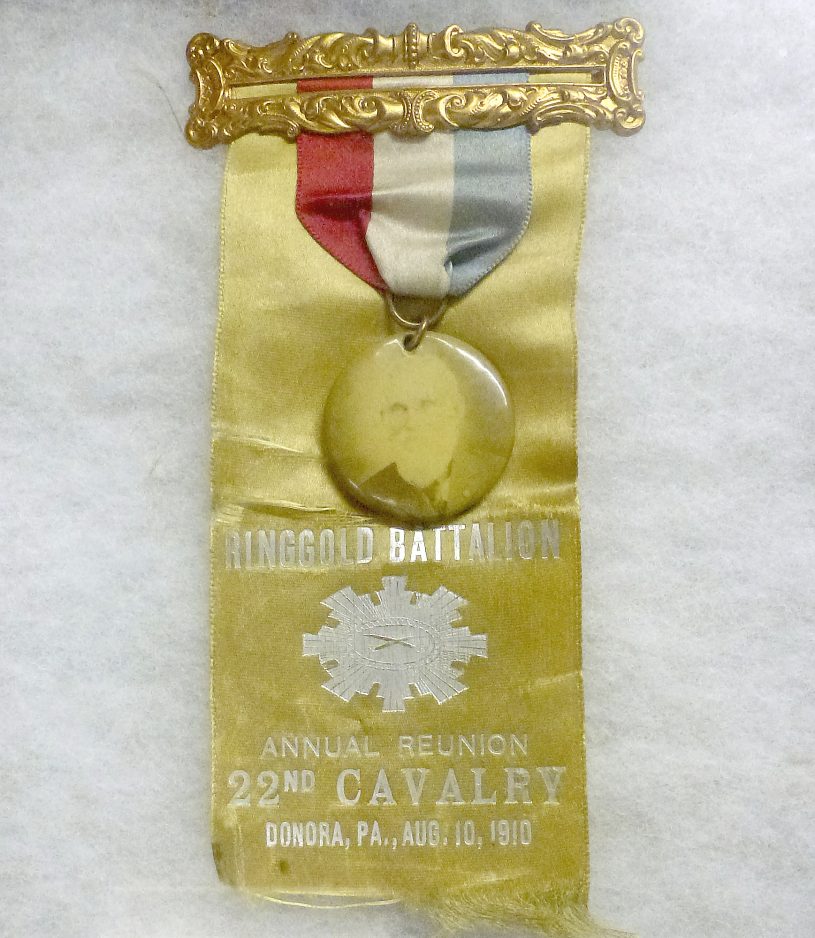 RINGGOLD BATTALION
ANNUAL REUNION
22ND CAVALRY
DONORA, PA., AUG. 10, 1910